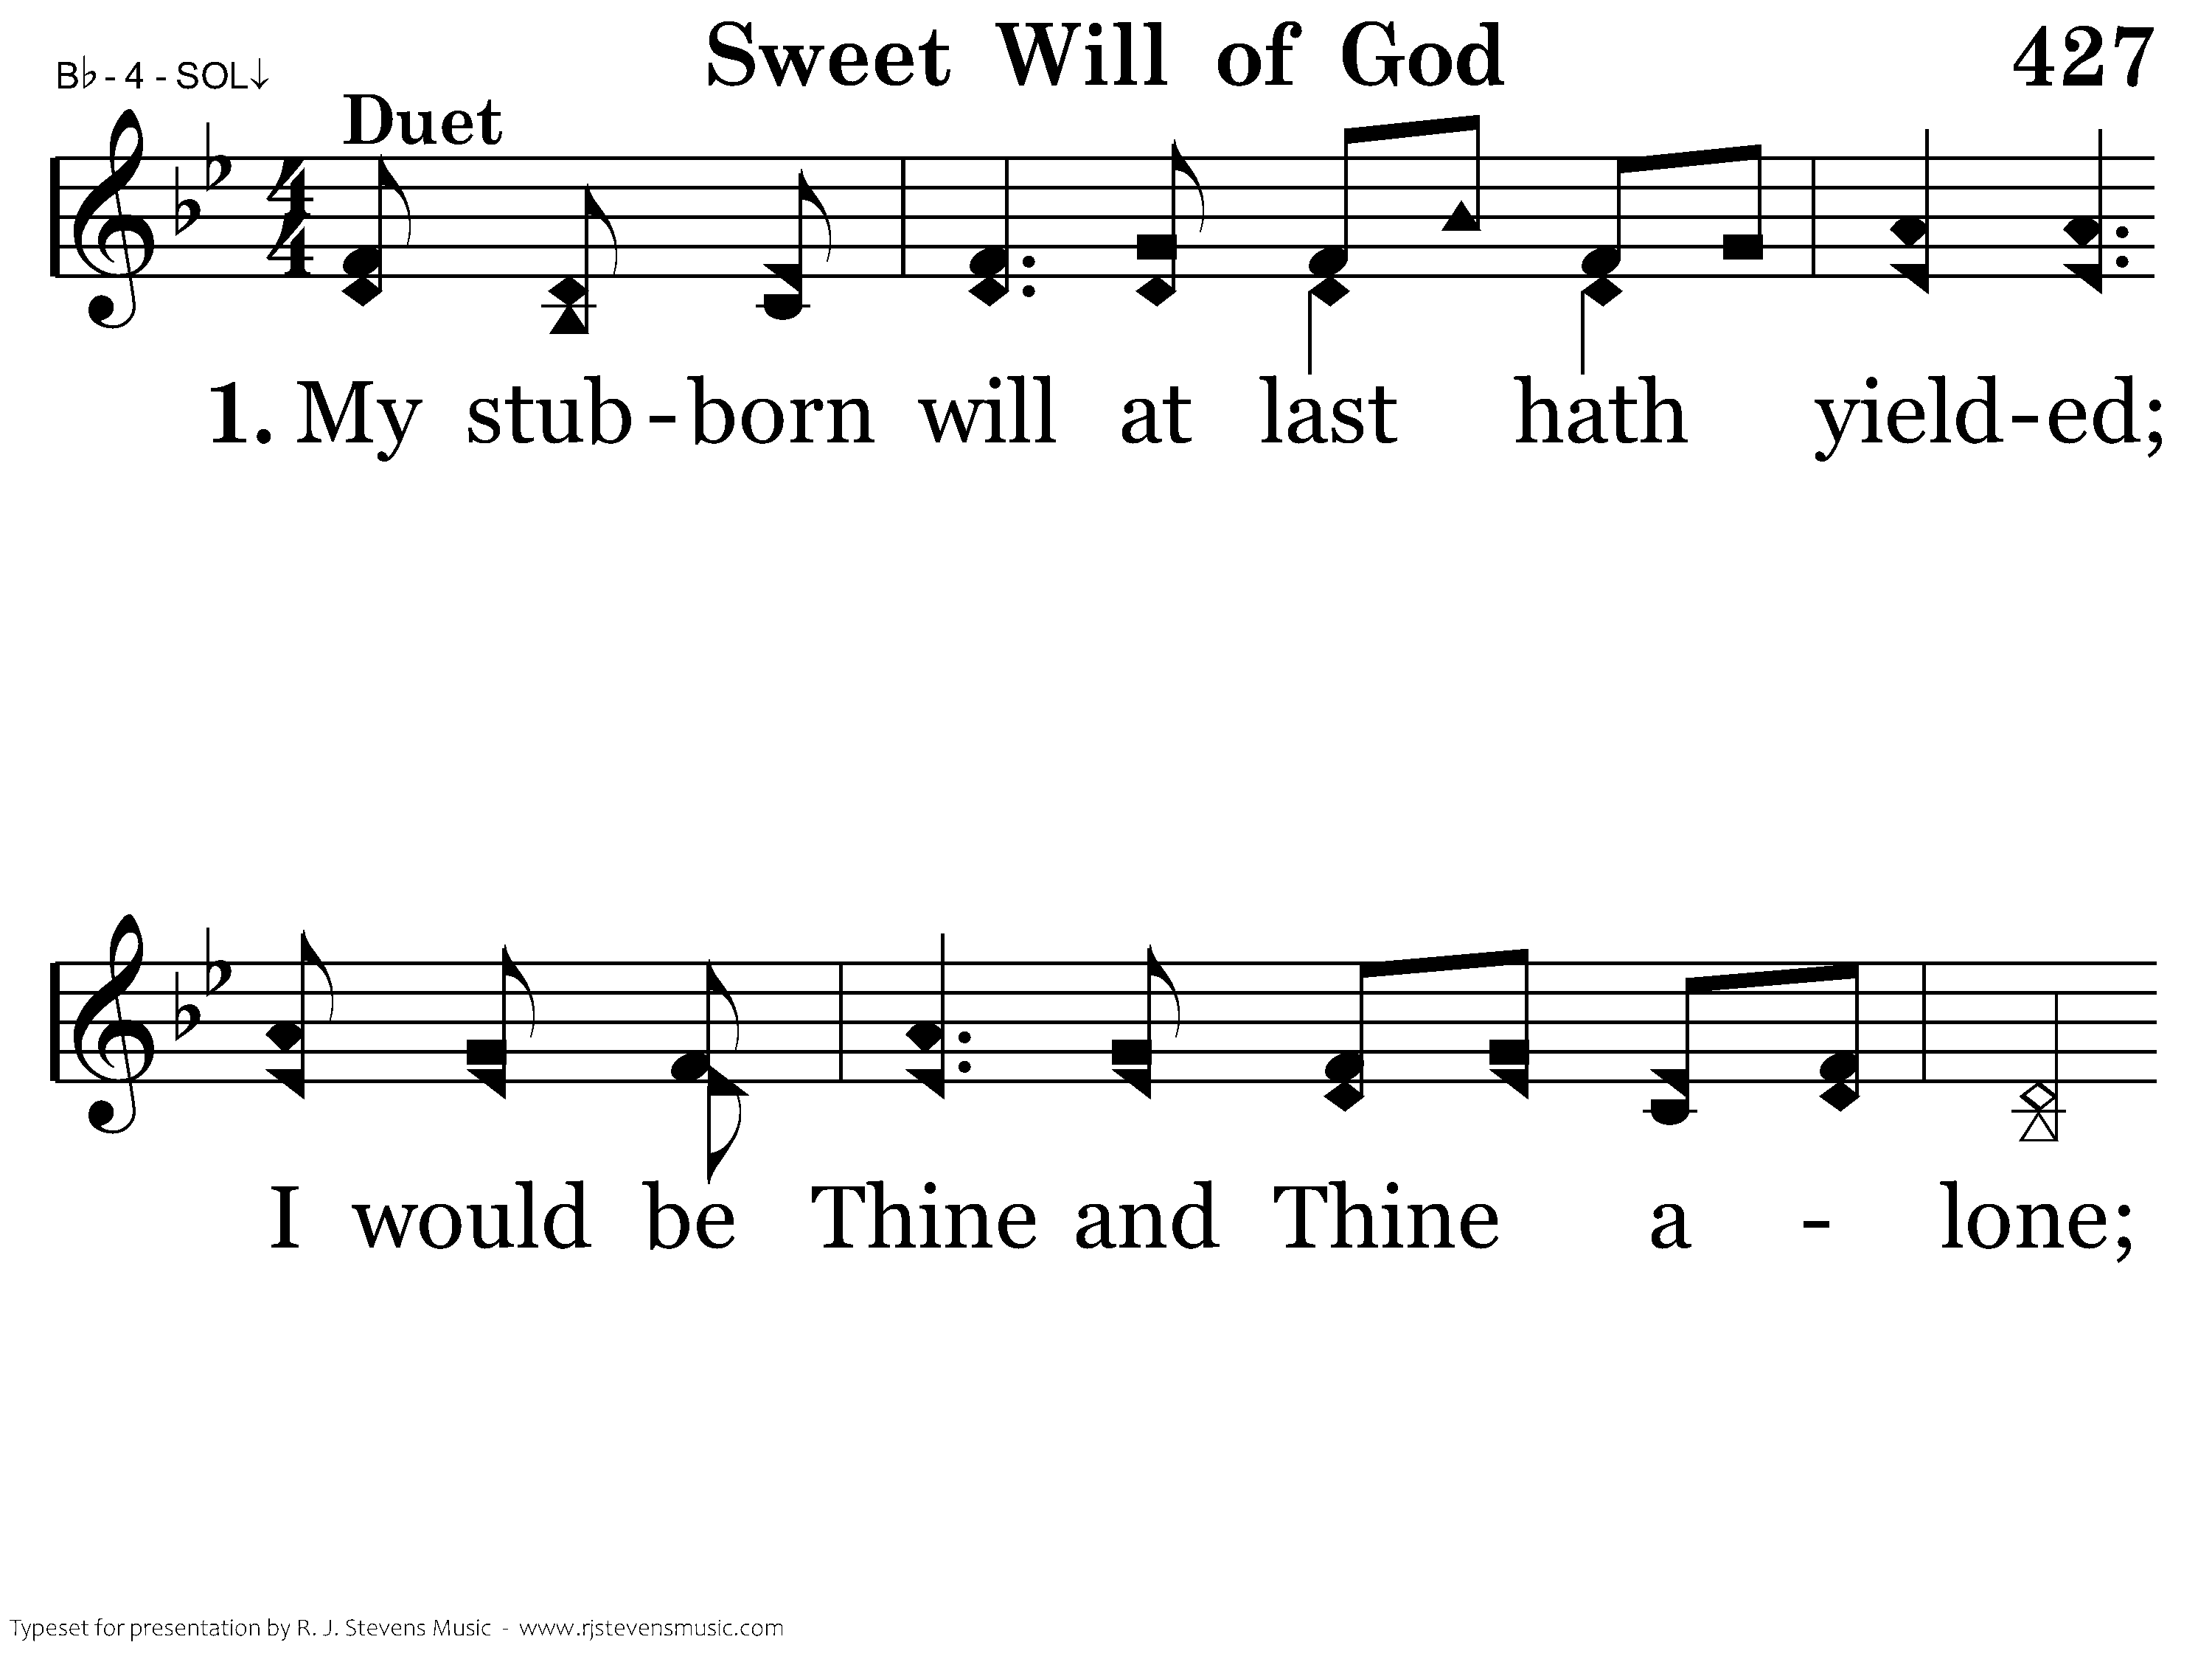 Sweet Will of God 427
B♭ - 4 - SOL↓
Duet
1. My stub-born will at last hath yield-ed;
I would be Thine and Thine a - lone;
Typeset for presentation by R. J. Stevens Music - www.rjstevensmusic.com